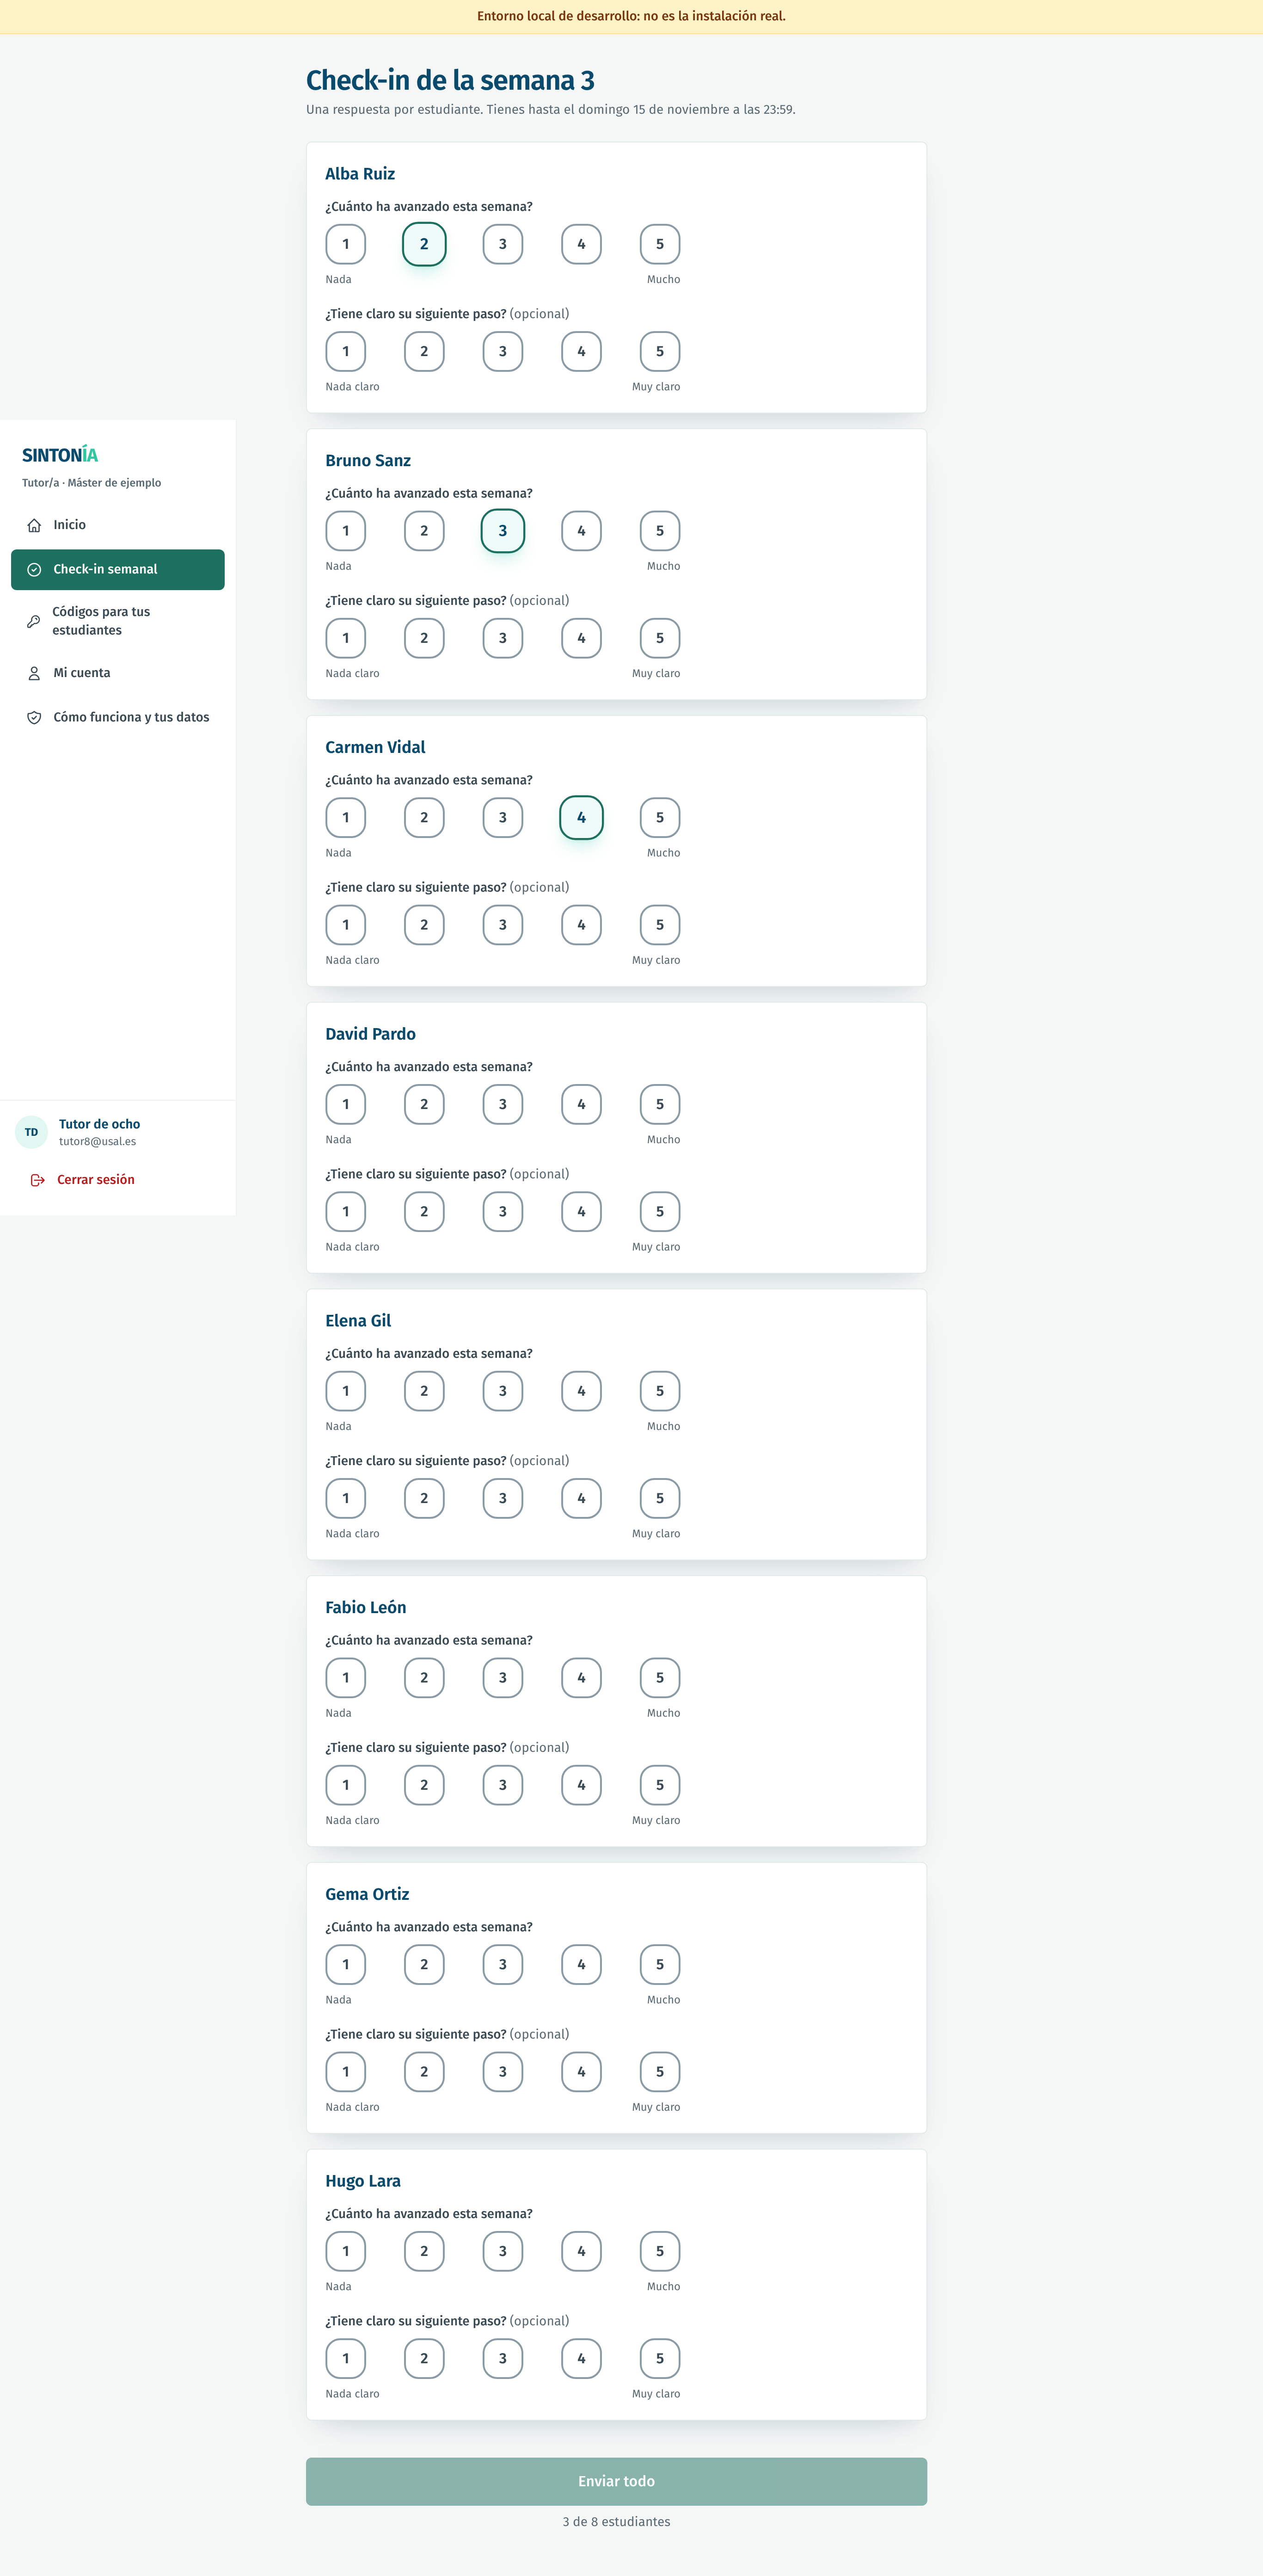 Entorno local de desarrollo: no es la instalación real.
SINTONÍA
Tutor/a · Máster de ejemplo
Inicio
Check-in semanal
Códigos para tus
estudiantes
Mi cuenta
Cómo funciona y tus datos
TD
Tutor de ocho
tutor8@usal.es
Cerrar sesión
Check-in de la semana 3
Una respuesta por estudiante. Tienes hasta el domingo 15 de noviembre a las 23:59.
Alba Ruiz
¿Cuánto ha avanzado esta semana?
1 2 3 4 5
Nada Mucho
¿Tiene claro su siguiente paso? (opcional)
1 2 3 4 5
Nada claro Muy claro
Bruno Sanz
¿Cuánto ha avanzado esta semana?
1 2 3 4 5
Nada Mucho
¿Tiene claro su siguiente paso? (opcional)
1 2 3 4 5
Nada claro Muy claro
Carmen Vidal
¿Cuánto ha avanzado esta semana?
1 2 3 4 5
Nada Mucho
¿Tiene claro su siguiente paso? (opcional)
1 2 3 4 5
Nada claro Muy claro
David Pardo
¿Cuánto ha avanzado esta semana?
1 2 3 4 5
Nada Mucho
¿Tiene claro su siguiente paso? (opcional)
1 2 3 4 5
Nada claro Muy claro
Elena Gil
¿Cuánto ha avanzado esta semana?
1 2 3 4 5
Nada Mucho
¿Tiene claro su siguiente paso? (opcional)
1 2 3 4 5
Nada claro Muy claro
Fabio León
¿Cuánto ha avanzado esta semana?
1 2 3 4 5
Nada Mucho
¿Tiene claro su siguiente paso? (opcional)
1 2 3 4 5
Nada claro Muy claro
Gema Ortiz
¿Cuánto ha avanzado esta semana?
1 2 3 4 5
Nada Mucho
¿Tiene claro su siguiente paso? (opcional)
1 2 3 4 5
Nada claro Muy claro
Hugo Lara
¿Cuánto ha avanzado esta semana?
1 2 3 4 5
Nada Mucho
¿Tiene claro su siguiente paso? (opcional)
1 2 3 4 5
Nada claro Muy claro
Enviar todo
3 de 8 estudiantes